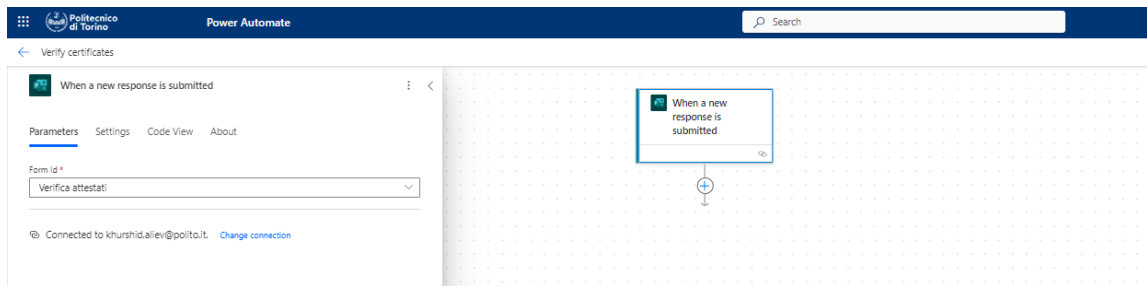 Politecnico
di Torino
Power Automate
Search
Verify certificates
When a new response is submitted
Parameters Settings Code View About
Form Id *
Verifica attestati
Connected to khurshid.aliev@polito.it. Change connection
When a new
response is
submitted